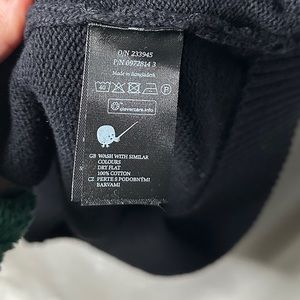 O/N 233945
P/N 0972814 3
Made in Bangladesh
clevercare.info
GB WASH WITH SIMILAR
COLOURS
DRY FLAT
100% COTTON
CZ PERTE S PODOBNÝMI
BARVAMI